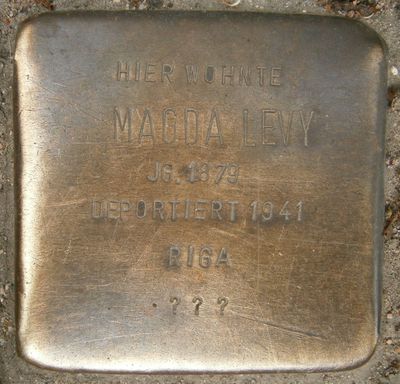 HIER WOHNTE
MAGDA LEVY
JG. 1879
DEPORTIERT 1941
RIGA
? ? ?